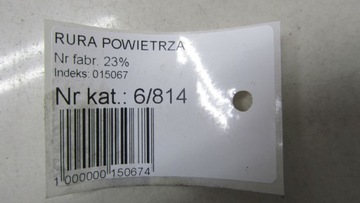 RURA POWIETRZA
Nr fabr. 23%
Indeks: 015067
Nr kat.: 6/814
1 000000 150674